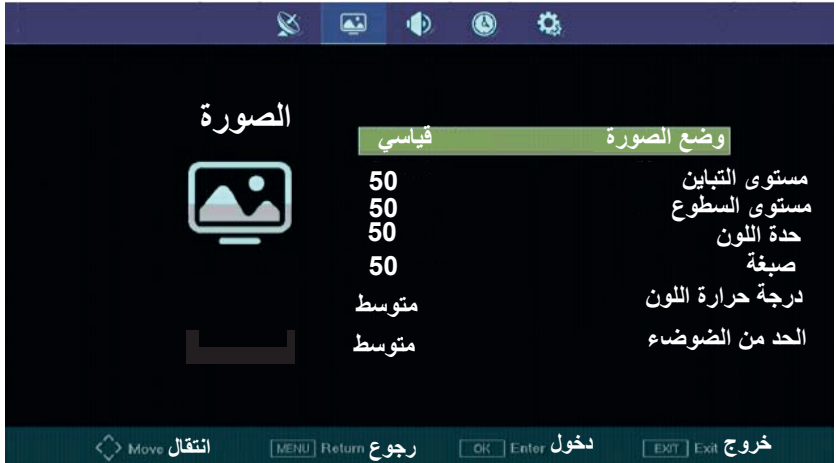 الصورة
وضع الصورة قياسي
مستوى التباين 50
مستوى السطوع 50
حدة اللون 50
صبغة 50
درجة حرارة اللون متوسط
الحد من الضوضاء متوسط
Move انتقال MENU Return رجوع OK Enter دخول EXIT Exit خروج